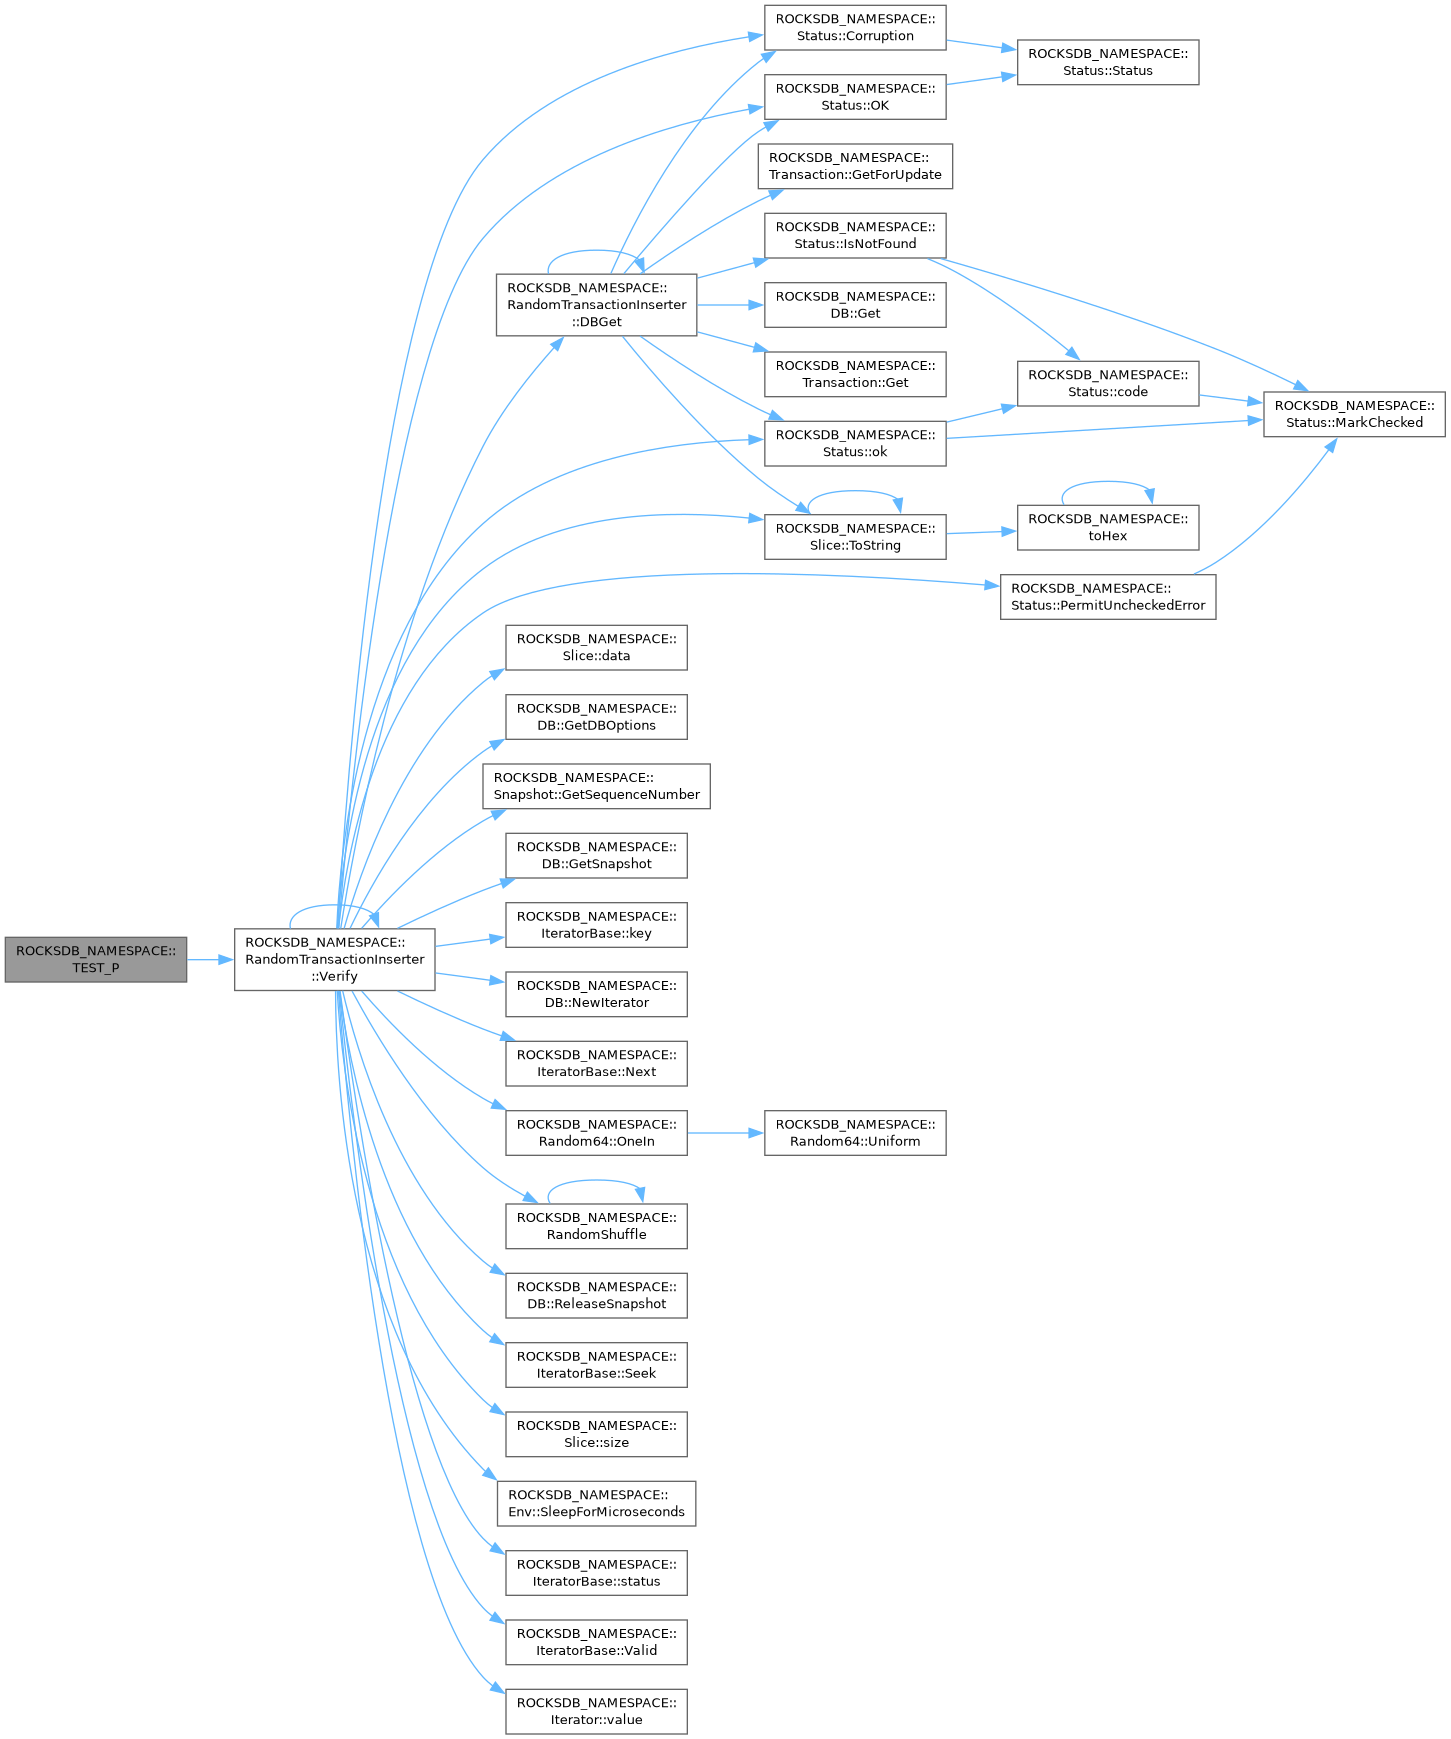 ROCKSDB_NAMESPACE::
TEST_P
ROCKSDB_NAMESPACE::
RandomTransactionInserter
::Verify
ROCKSDB_NAMESPACE::
RandomTransactionInserter
::DBGet
ROCKSDB_NAMESPACE::
Status::Corruption
ROCKSDB_NAMESPACE::
Status::Status
ROCKSDB_NAMESPACE::
Status::OK
ROCKSDB_NAMESPACE::
Transaction::GetForUpdate
ROCKSDB_NAMESPACE::
Status::IsNotFound
ROCKSDB_NAMESPACE::
DB::Get
ROCKSDB_NAMESPACE::
Transaction::Get
ROCKSDB_NAMESPACE::
Status::code
ROCKSDB_NAMESPACE::
Status::MarkChecked
ROCKSDB_NAMESPACE::
Status::ok
ROCKSDB_NAMESPACE::
Slice::ToString
ROCKSDB_NAMESPACE::
toHex
ROCKSDB_NAMESPACE::
Status::PermitUncheckedError
ROCKSDB_NAMESPACE::
Slice::data
ROCKSDB_NAMESPACE::
DB::GetDBOptions
ROCKSDB_NAMESPACE::
Snapshot::GetSequenceNumber
ROCKSDB_NAMESPACE::
DB::GetSnapshot
ROCKSDB_NAMESPACE::
IteratorBase::key
ROCKSDB_NAMESPACE::
DB::NewIterator
ROCKSDB_NAMESPACE::
IteratorBase::Next
ROCKSDB_NAMESPACE::
Random64::OneIn
ROCKSDB_NAMESPACE::
Random64::Uniform
ROCKSDB_NAMESPACE::
RandomShuffle
ROCKSDB_NAMESPACE::
DB::ReleaseSnapshot
ROCKSDB_NAMESPACE::
IteratorBase::Seek
ROCKSDB_NAMESPACE::
Slice::size
ROCKSDB_NAMESPACE::
Env::SleepForMicroseconds
ROCKSDB_NAMESPACE::
IteratorBase::status
ROCKSDB_NAMESPACE::
IteratorBase::Valid
ROCKSDB_NAMESPACE::
Iterator::value